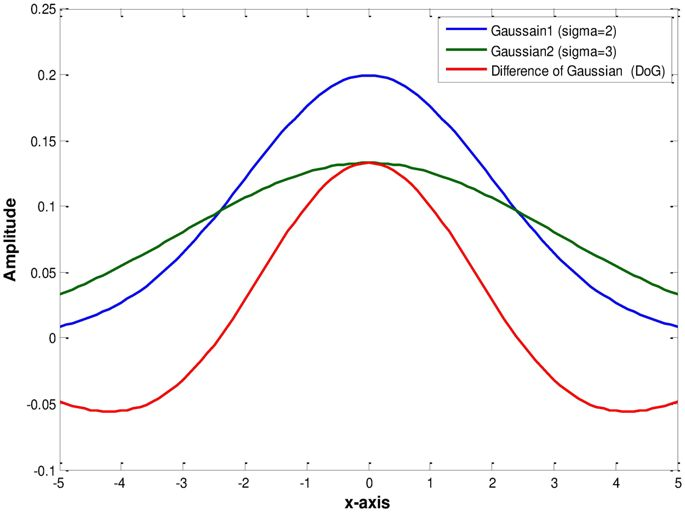 0.25
Gaussain1 (sigma=2)
Gaussian2 (sigma=3)
Difference of Gaussian (DoG)
0.2
0.15
0.1
0.05
0
-0.05
-0.1
Amplitude
-5 -4 -3 -2 -1 0 1 2 3 4 5
x-axis